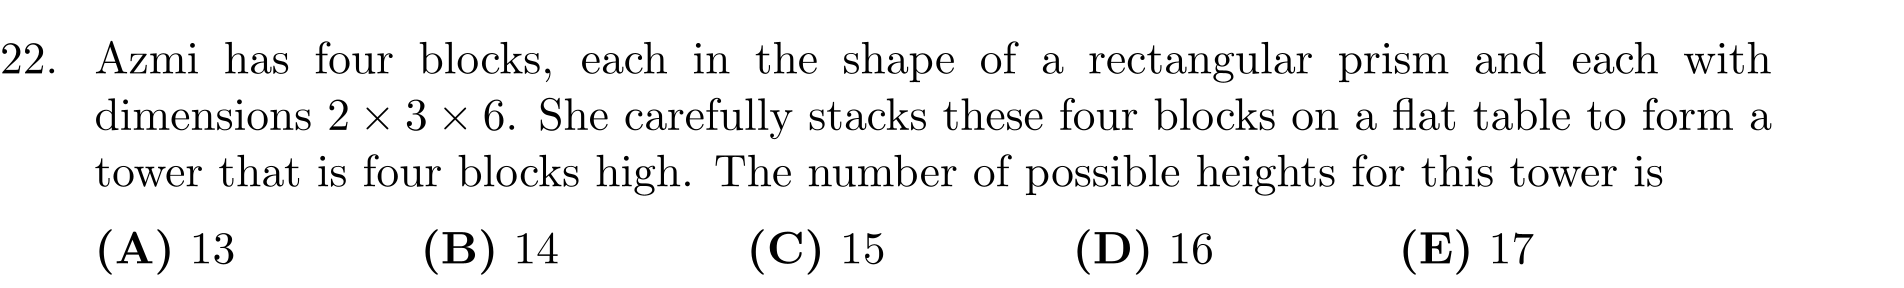 22. Azmi has four blocks, each in the shape of a rectangular prism and each with
dimensions 2 × 3 × 6. She carefully stacks these four blocks on a flat table to form a
tower that is four blocks high. The number of possible heights for this tower is
(A) 13 (B) 14 (C) 15 (D) 16 (E) 17